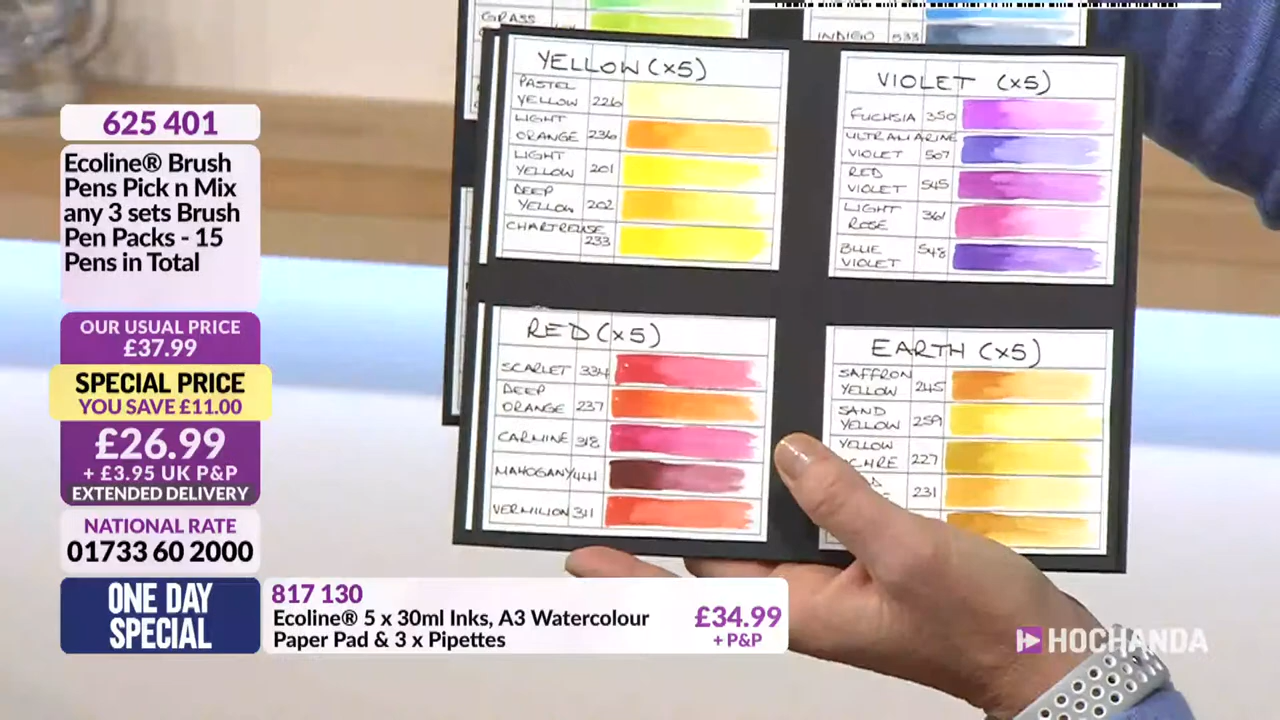 GRASS
INDIGO 533
YELLOW (x5)
PASTEL
YELLOW 226
LIGHT
ORANGE 236
LIGHT
YELLOW 201
DEEP
YELLOW 202
CHARTREUSE
233
VIOLET (x5)
FUCHSIA 350
ULTRAMARINE
VIOLET 507
RED
VIOLET 545
LIGHT
ROSE 361
BLUE
VIOLET 548
RED (x5)
SCARLET 334
DEEP
ORANGE 237
CARMINE 318
MAHOGANY 441
VERMILION 311
EARTH (x5)
SAFFRON
YELLOW 245
SAND
YELLOW 259
YELLOW
227
231
625 401
Ecoline® Brush
Pens Pick n Mix
any 3 sets Brush
Pen Packs - 15
Pens in Total
OUR USUAL PRICE
£37.99
SPECIAL PRICE
YOU SAVE £11.00
£26.99
+ £3.95 UK P&P
EXTENDED DELIVERY
NATIONAL RATE
01733 60 2000
ONE DAY
SPECIAL
817 130
Ecoline® 5 x 30ml Inks, A3 Watercolour
Paper Pad & 3 x Pipettes
£34.99
+ P&P
HOCHANDA